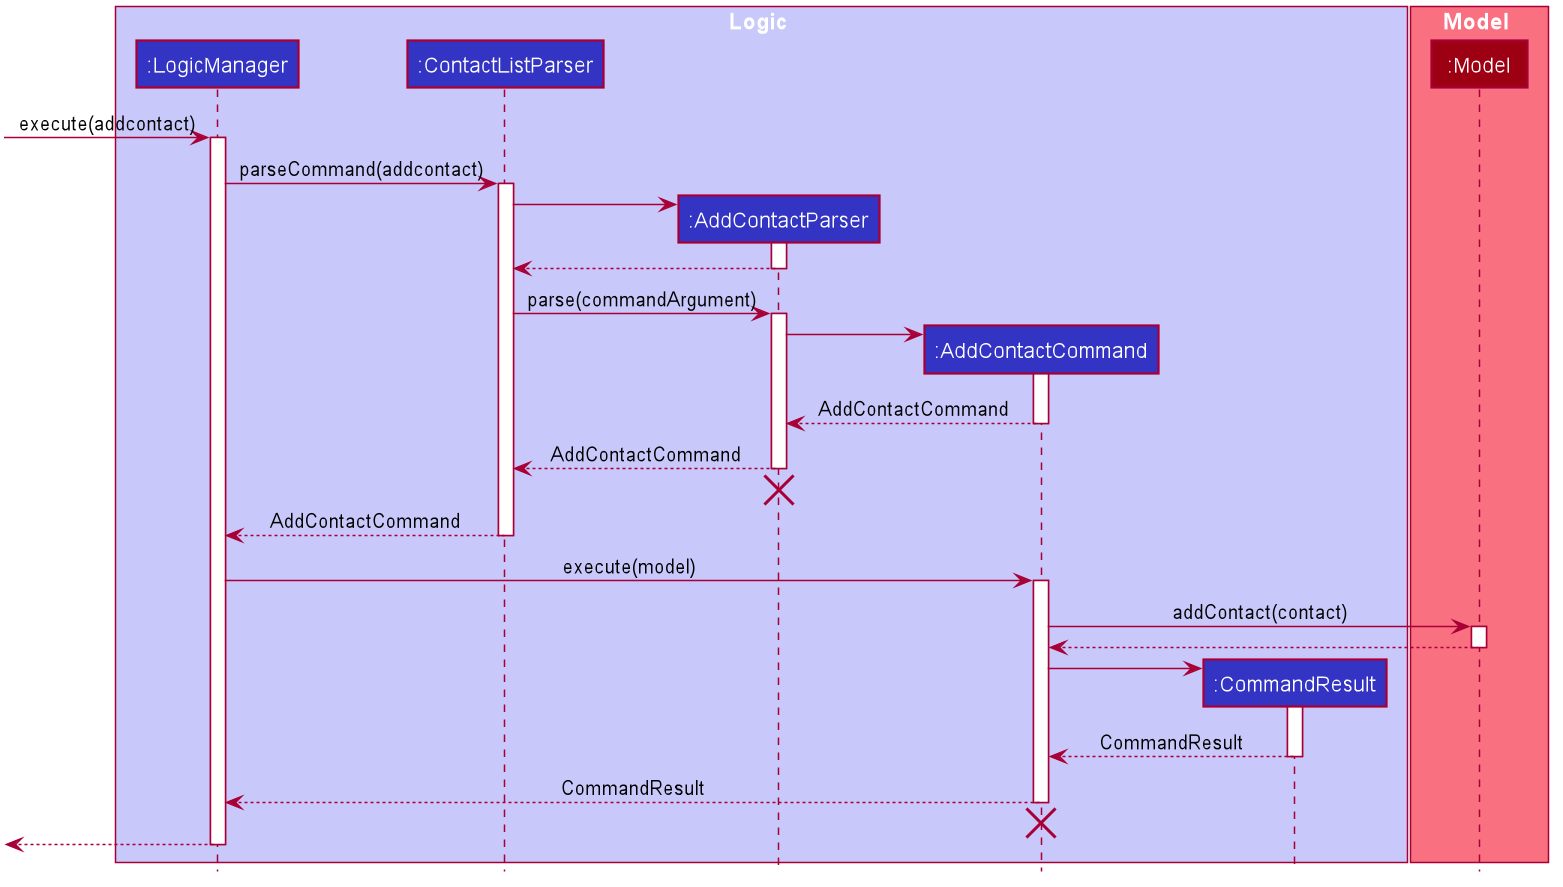 Logic
Model
:LogicManager
:ContactListParser
:Model
execute(addcontact)
parseCommand(addcontact)
:AddContactParser
parse(commandArgument)
:AddContactCommand
AddContactCommand
AddContactCommand
AddContactCommand
execute(model)
addContact(contact)
:CommandResult
CommandResult
CommandResult